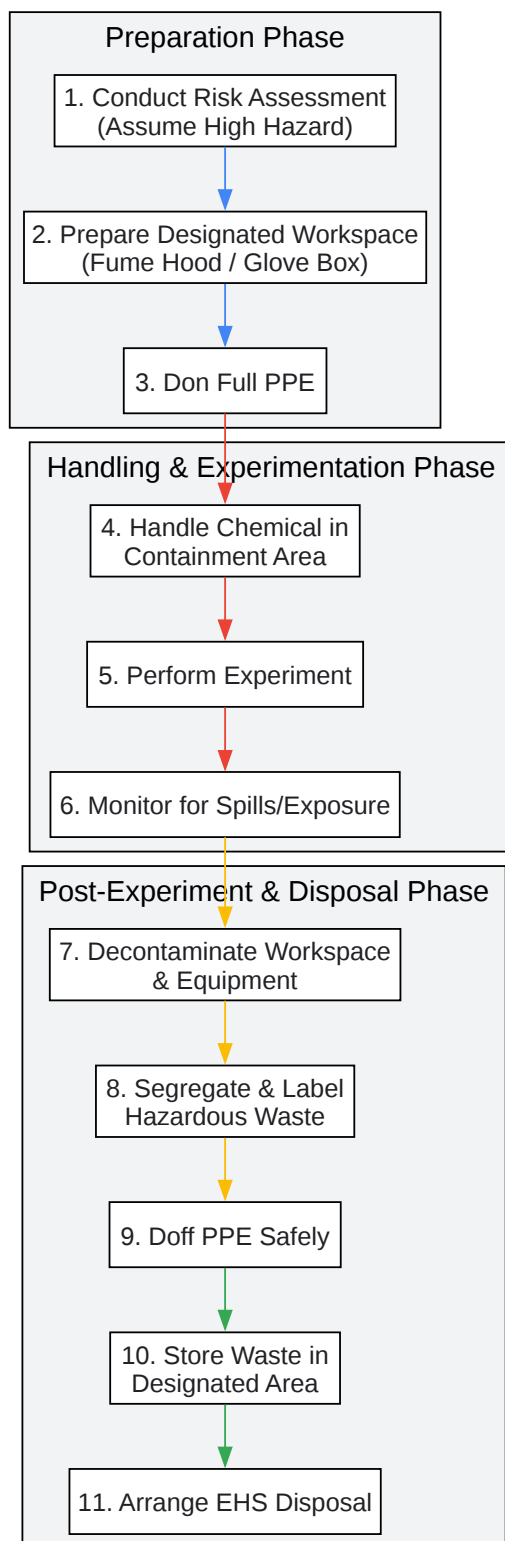 Preparation Phase
1. Conduct Risk Assessment
(Assume High Hazard)
2. Prepare Designated Workspace
(Fume Hood / Glove Box)
3. Don Full PPE
Handling & Experimentation Phase
4. Handle Chemical in
Containment Area
5. Perform Experiment
6. Monitor for Spills/Exposure
Post-Experiment & Disposal Phase
7. Decontaminate Workspace
& Equipment
8. Segregate & Label
Hazardous Waste
9. Doff PPE Safely
10. Store Waste in
Designated Area
11. Arrange EHS Disposal